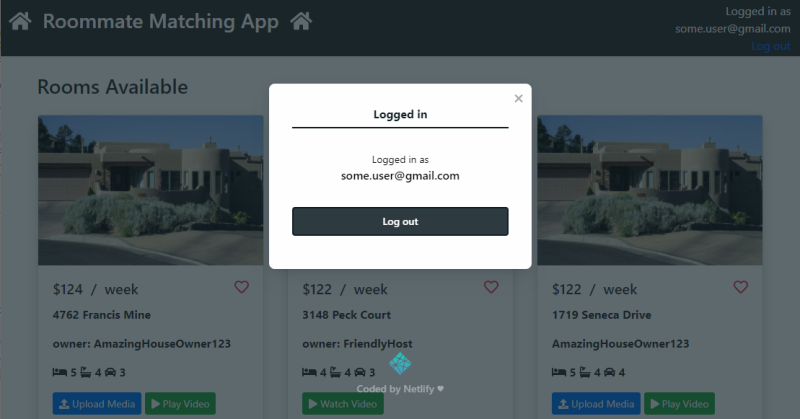 Roommate Matching App
Logged in as
some.user@gmail.com
Log out
Rooms Available
×
Logged in
Logged in as
some.user@gmail.com
Log out
$124 / week
4762 Francis Mine
owner: AmazingHouseOwner123
5 4 3
Upload Media
Play Video
$122 / week
3148 Peck Court
owner: FriendlyHost
4 4 3
Watch Video
$122 / week
1719 Seneca Drive
AmazingHouseOwner123
5 4 4
Upload Media
Play Video
Coded by Netlify ♥